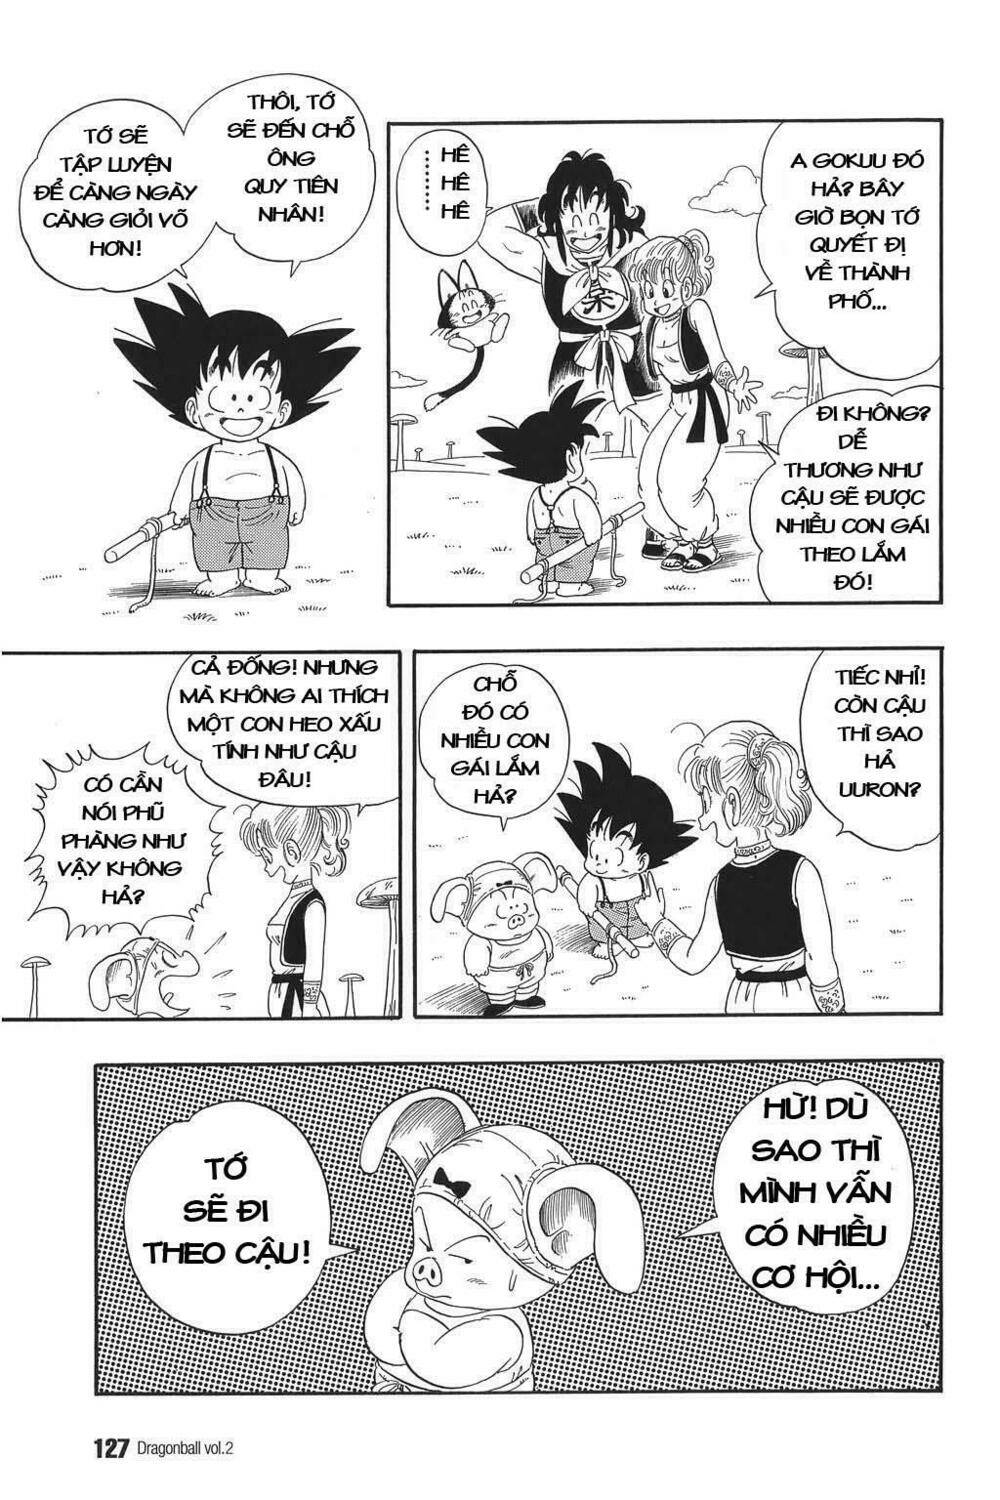 A GOKUU ĐÓ
HẢ? BÂY
GIỜ BỌN TỚ
QUYẾT ĐỊ
VỀ THÀNH
PHỐ...
ĐI KHÔNG?
DỄ
THƯƠNG NHƯ
CẬU SẼ ĐƯỢC
NHIỀU CON GÁI
THEO LẮM
ĐÓ!
HÊ
HÊ
HÊ
........
THÔI, TỚ
SẼ ĐẾN CHỖ
ÔNG
QUY TIÊN
NHÂN!
TỚ SẼ
TẬP LUYỆN
ĐỂ CÀNG NGÀY
CÀNG GIỎI VÕ
HƠN!
TIẾC NHỈ!
CÒN CẬU
THÌ SAO
HẢ
UURON?
CHỖ
ĐÓ CÓ
NHIỀU CON
GÁI LẮM
HẢ?
CẢ ĐỐNG! NHƯNG
MÀ KHÔNG AI THÍCH
MỘT CON HEO XẤU
TÍNH NHƯ CẬU
ĐÂU!
CÓ CẦN
NÓI PHŨ
PHÀNG NHƯ
VẬY KHÔNG
HẢ?
HỪ! DÙ
SAO THÌ
MÌNH VẪN
CÓ NHIỀU
CƠ HỘI...
TỚ
SẼ ĐI
THEO CẬU!
127 Dragonball vol.2